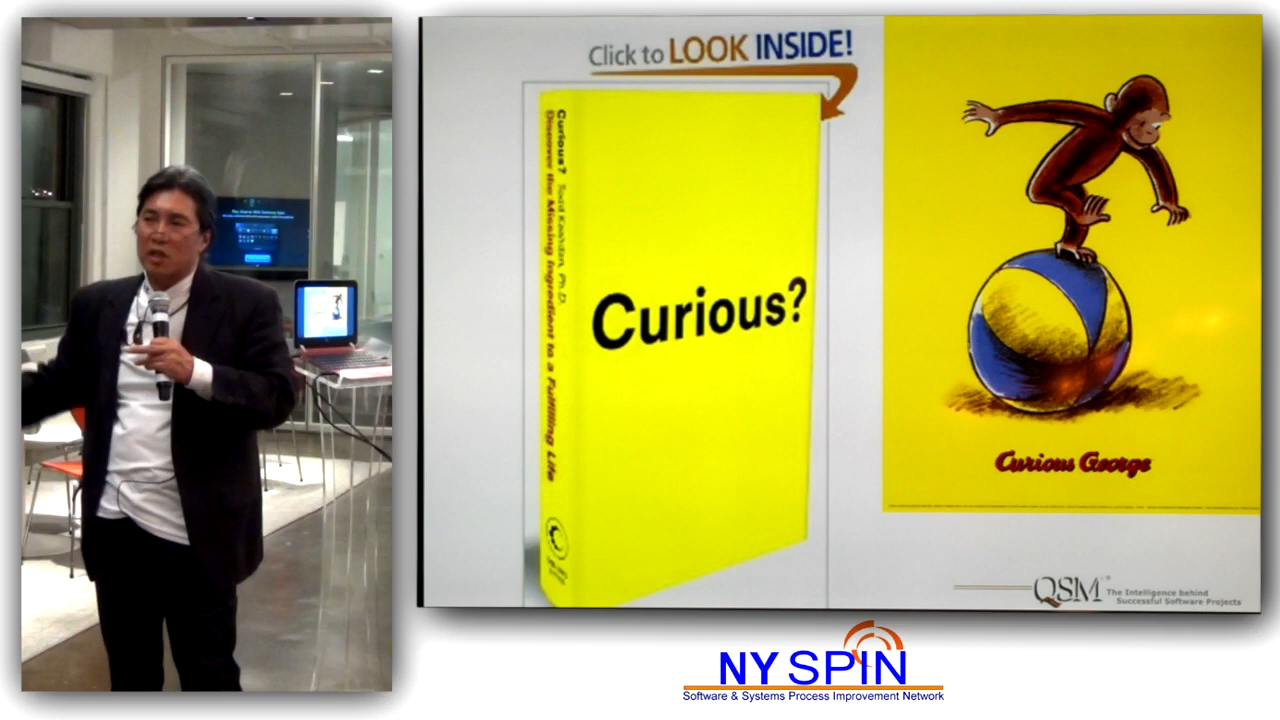 Click to LOOK INSIDE!
Curious? Todd Kashdan, Ph.D.
Discover the Missing Ingredient to a Fulfilling Life
Curious?
Curious George
QSM®
The Intelligence behind
Successful Software Projects
NY SPIN
Software & Systems Process Improvement Network